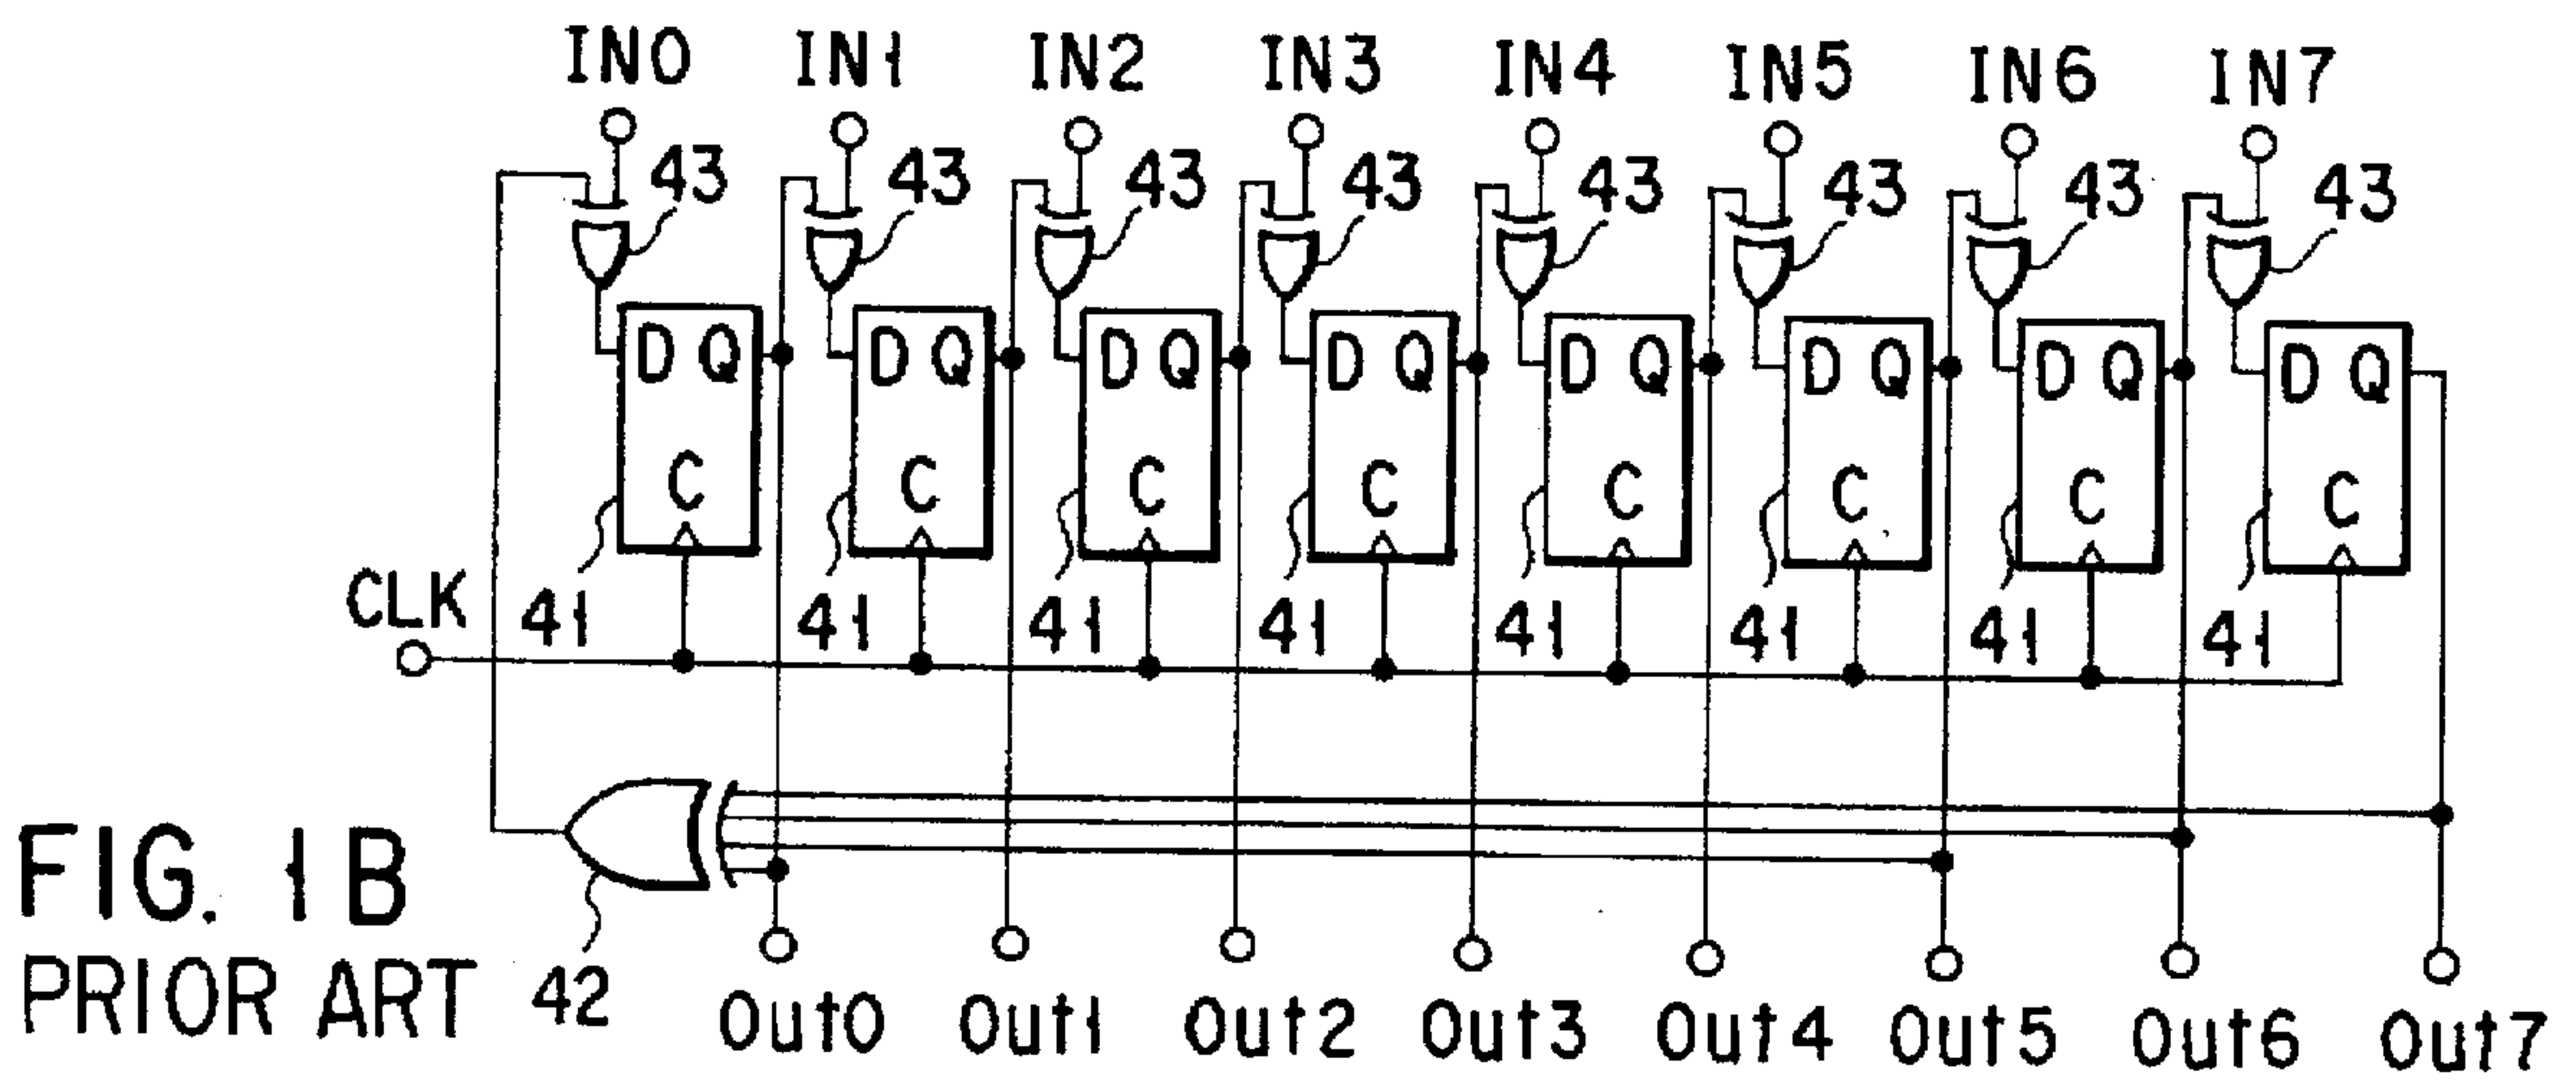 IN0 IN1 IN2 IN3 IN4 IN5 IN6 IN7
43 43 43 43 43 43 43 43
D Q D Q D Q D Q D Q D Q D Q D Q
C C C C C C C C
CLK 41 41 41 41 41 41 41 41
FIG. 1B
PRIOR ART 42
Out0 Out1 Out2 Out3 Out4 Out5 Out6 Out7